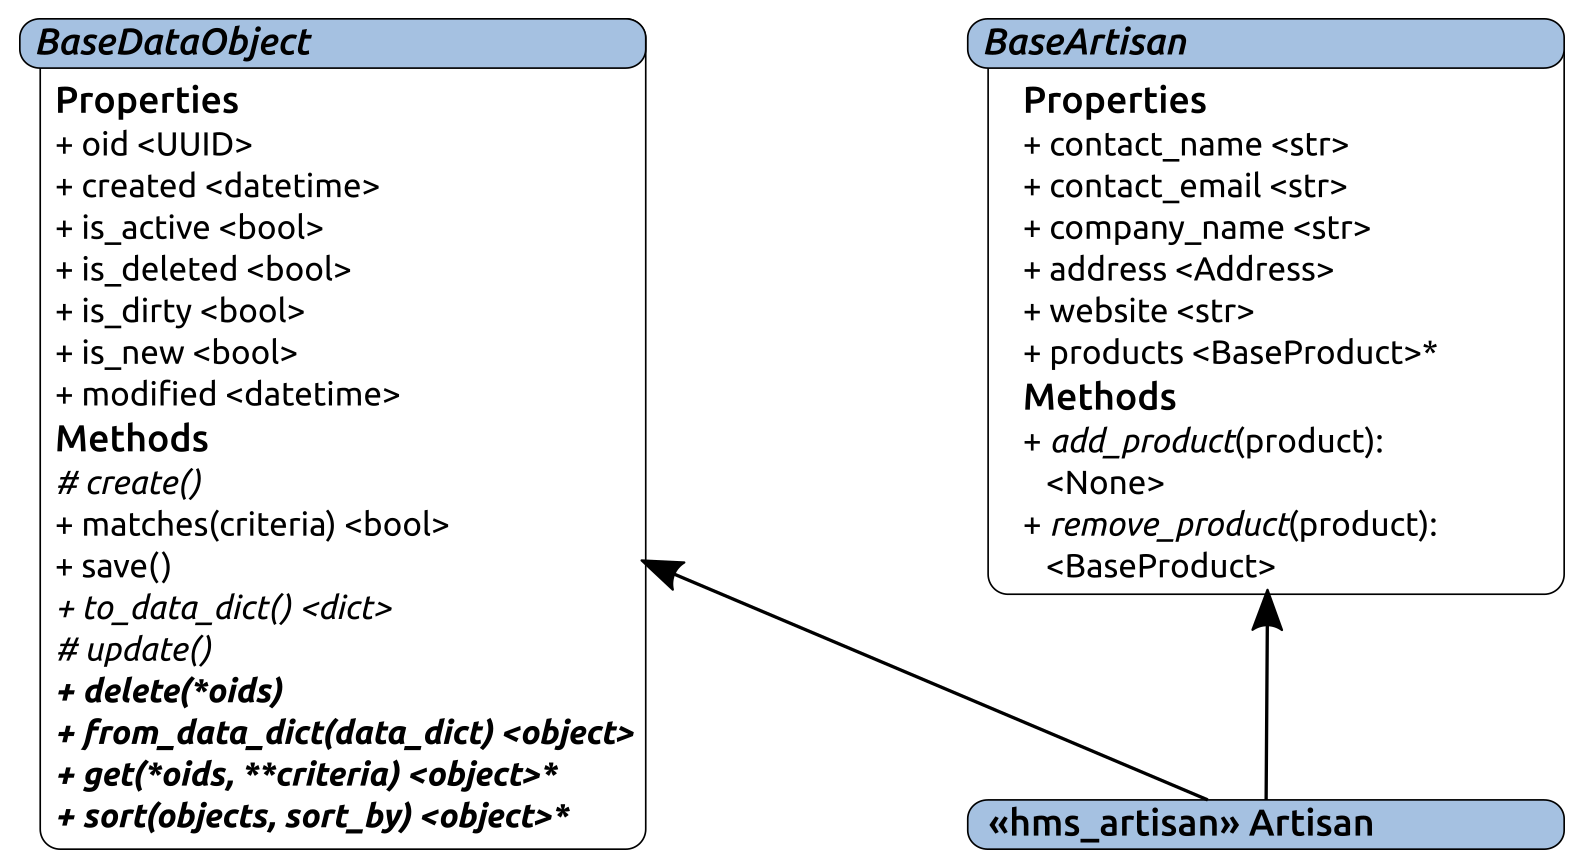 BaseDataObject
Properties
+ oid <UUID>
+ created <datetime>
+ is_active <bool>
+ is_deleted <bool>
+ is_dirty <bool>
+ is_new <bool>
+ modified <datetime>
Methods
# create()
+ matches(criteria) <bool>
+ save()
+ to_data_dict() <dict>
# update()
+ delete(*oids)
+ from_data_dict(data_dict) <object>
+ get(*oids, **criteria) <object>*
+ sort(objects, sort_by) <object>*
BaseArtisan
Properties
+ contact_name <str>
+ contact_email <str>
+ company_name <str>
+ address <Address>
+ website <str>
+ products <BaseProduct>*
Methods
+ add_product(product):
<None>
+ remove_product(product):
<BaseProduct>
«hms_artisan» Artisan